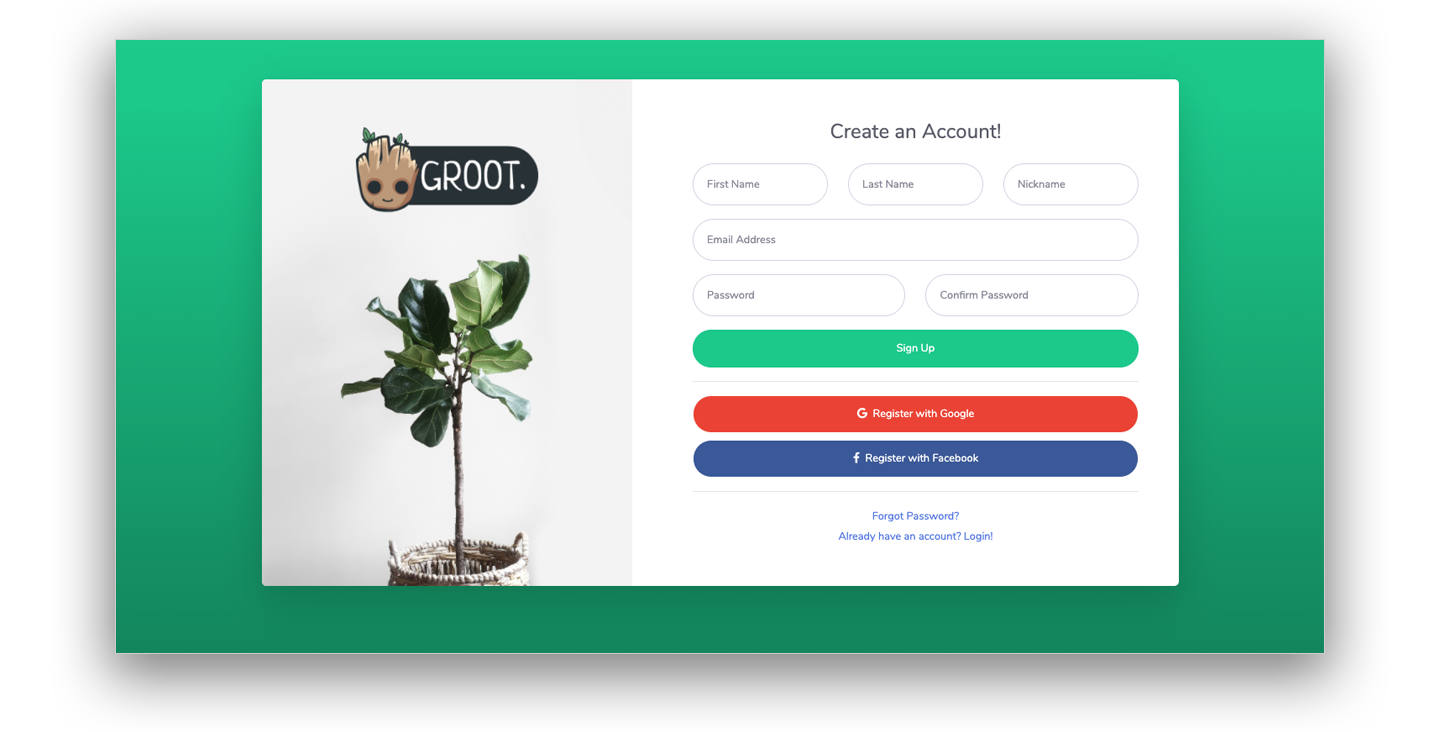 GROOT.
Create an Account!
First Name Last Name Nickname
Email Address
Password Confirm Password
Sign Up
G Register with Google
f Register with Facebook
Forgot Password?
Already have an account? Login!